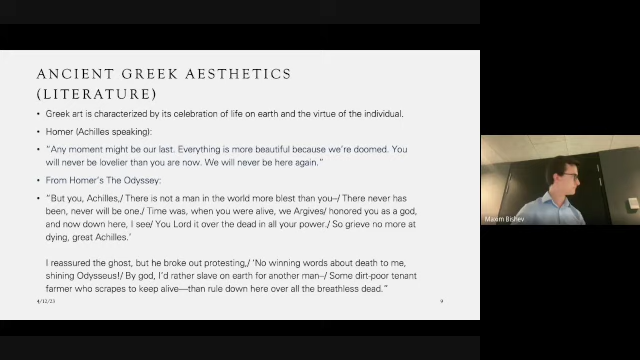 ANCIENT GREEK AESTHETICS
(LITERATURE)
• Greek art is characterized by its celebration of life on earth and the virtue of the individual.
• Homer (Achilles speaking):
• “Any moment might be our last. Everything is more beautiful because we’re doomed. You
will never be lovelier than you are now. We will never be here again.”
• From Homer’s The Odyssey:
• “But you, Achilles,/ There is not a man in the world more blest than you–/ There never has
been, never will be one./ Time was, when you were alive, we Argives/ honored you as a god,
and now down here, I see/ You Lord it over the dead in all your power./ So grieve no more at
dying, great Achilles.’
I reassured the ghost, but he broke out protesting,/ ‘No winning words about death to me,
shining Odysseus!/ By god, I’d rather slave on earth for another man–/ Some dirt-poor tenant
farmer who scrapes to keep alive—than rule down here over all the breathless dead.”
4/12/23
9
Maxim Bishev